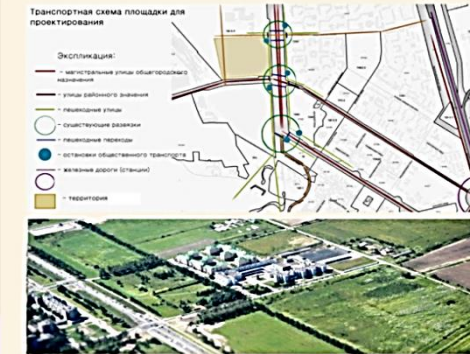 Транспортная схема площадки для
проектирования
Экспликация:
- магистральные улицы общегородского
назначения
- улицы районного значения
- пешеходные улицы
- существующие развязки
- пешеходные переходы
- остановки общественного транспорта
- железные дороги (станции)
- территория